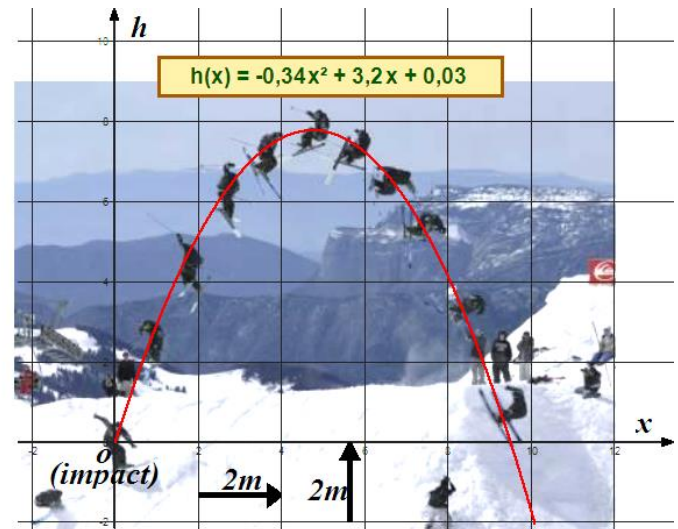 10
h
h(x) = -0,34x² + 3,2x + 0,03
8
6
4
2
x
-2
o
2
4
6
8
10
12
(impact)
2m
2m
-2